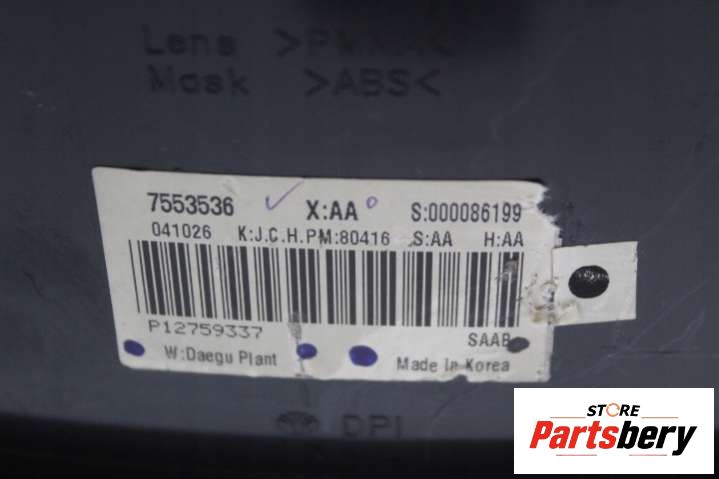 Lens
Mask >ABS<
7553536 X:AA S:000086199
041026 K:J.C.H.PM:80416 S:AA H:AA
P12759337 SAAB
W:Daegu Plant Made In Korea
DPI
STORE
Partsbery